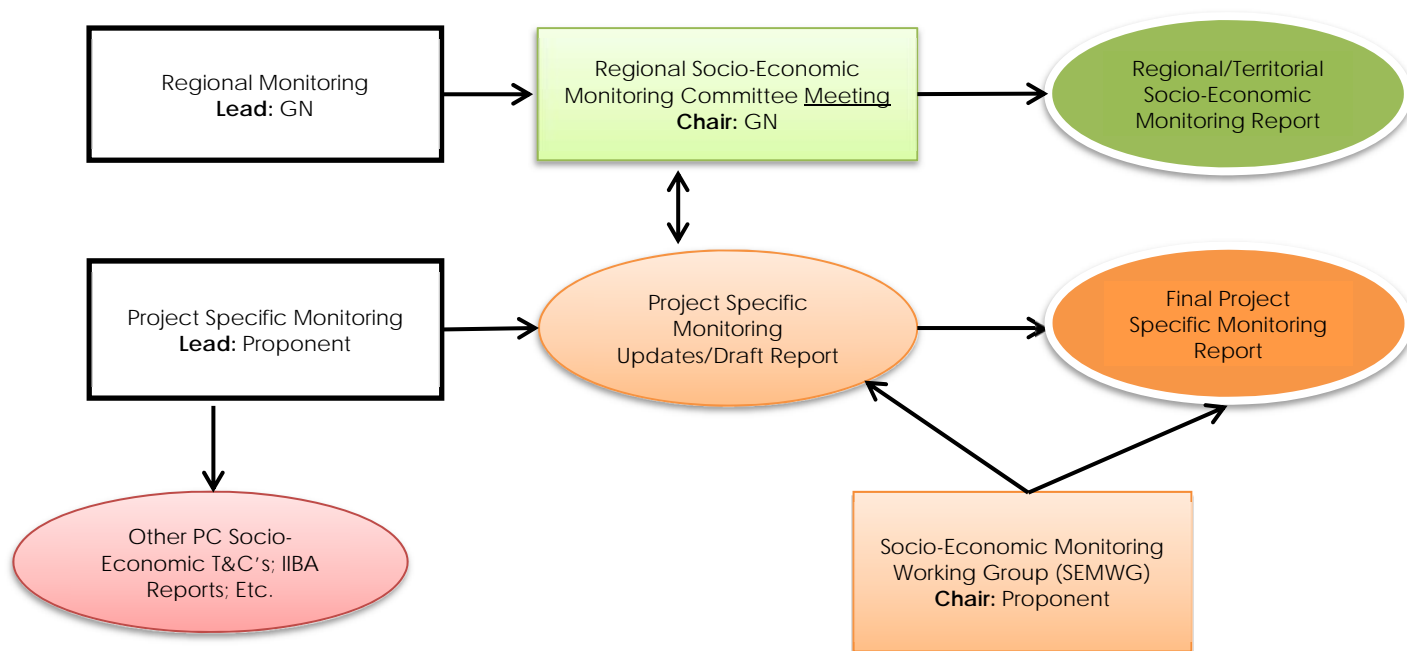 Regional Monitoring
Lead: GN
Regional Socio-Economic
Monitoring Committee Meeting
Chair: GN
Regional/Territorial
Socio-Economic
Monitoring Report
Project Specific Monitoring
Lead: Proponent
Project Specific
Monitoring
Updates/Draft Report
Final Project
Specific Monitoring
Report
Other PC Socio-
Economic T&C's; IIBA
Reports; Etc.
Socio-Economic Monitoring
Working Group (SEMWG)
Chair: Proponent